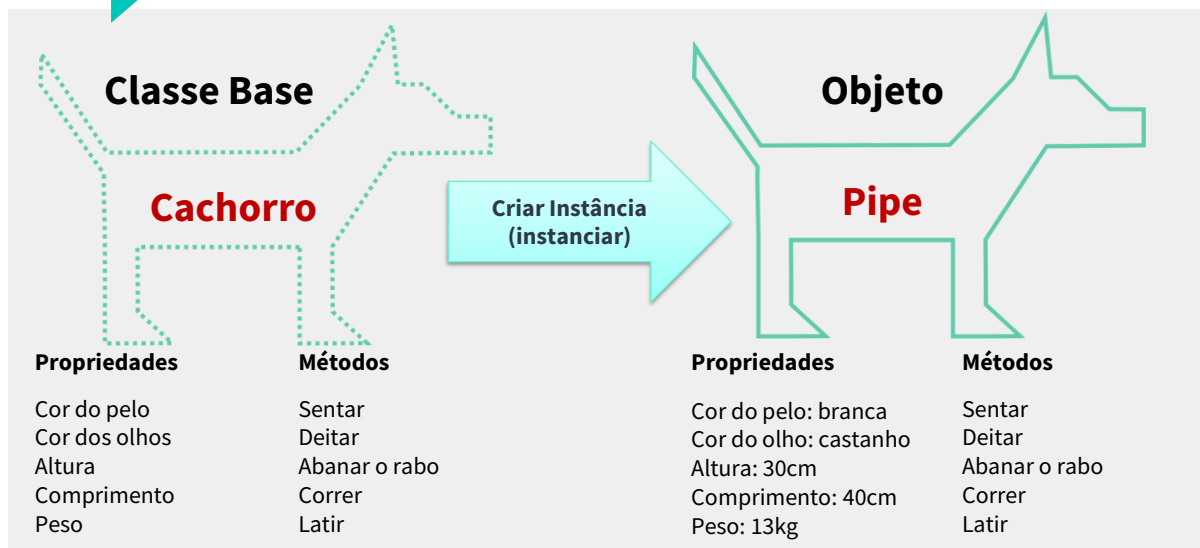 Classe Base
Cachorro
Propriedades
Cor do pelo
Cor dos olhos
Altura
Comprimento
Peso
Métodos
Sentar
Deitar
Abanar o rabo
Correr
Latir
Criar Instância
(instanciar)
Objeto
Pipe
Propriedades
Cor do pelo: branca
Cor do olho: castanho
Altura: 30cm
Comprimento: 40cm
Peso: 13kg
Métodos
Sentar
Deitar
Abanar o rabo
Correr
Latir